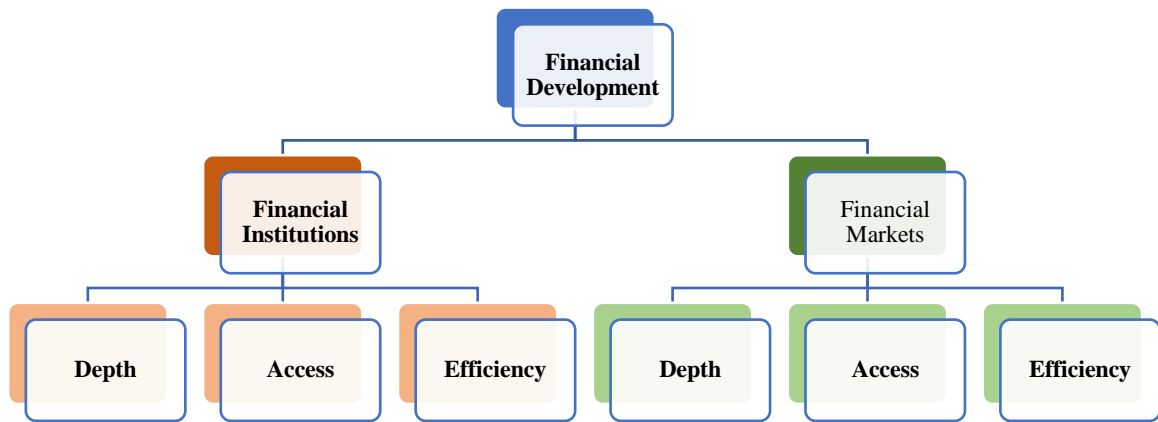 Financial
Development
Financial
Institutions
Financial
Markets
Depth
Access
Efficiency
Depth
Access
Efficiency